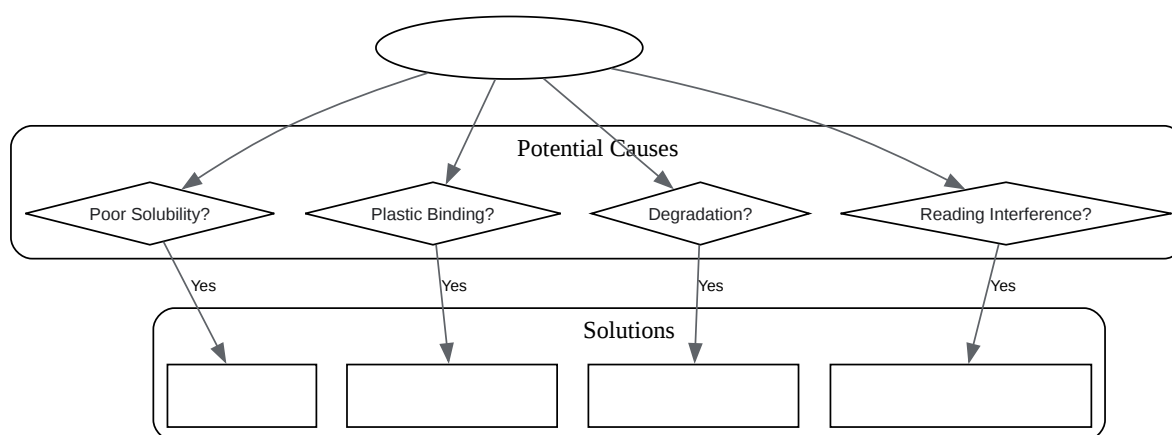 Potential Causes
Poor Solubility?
Plastic Binding?
Degradation?
Reading Interference?
Yes
Yes
Yes
Yes
Solutions